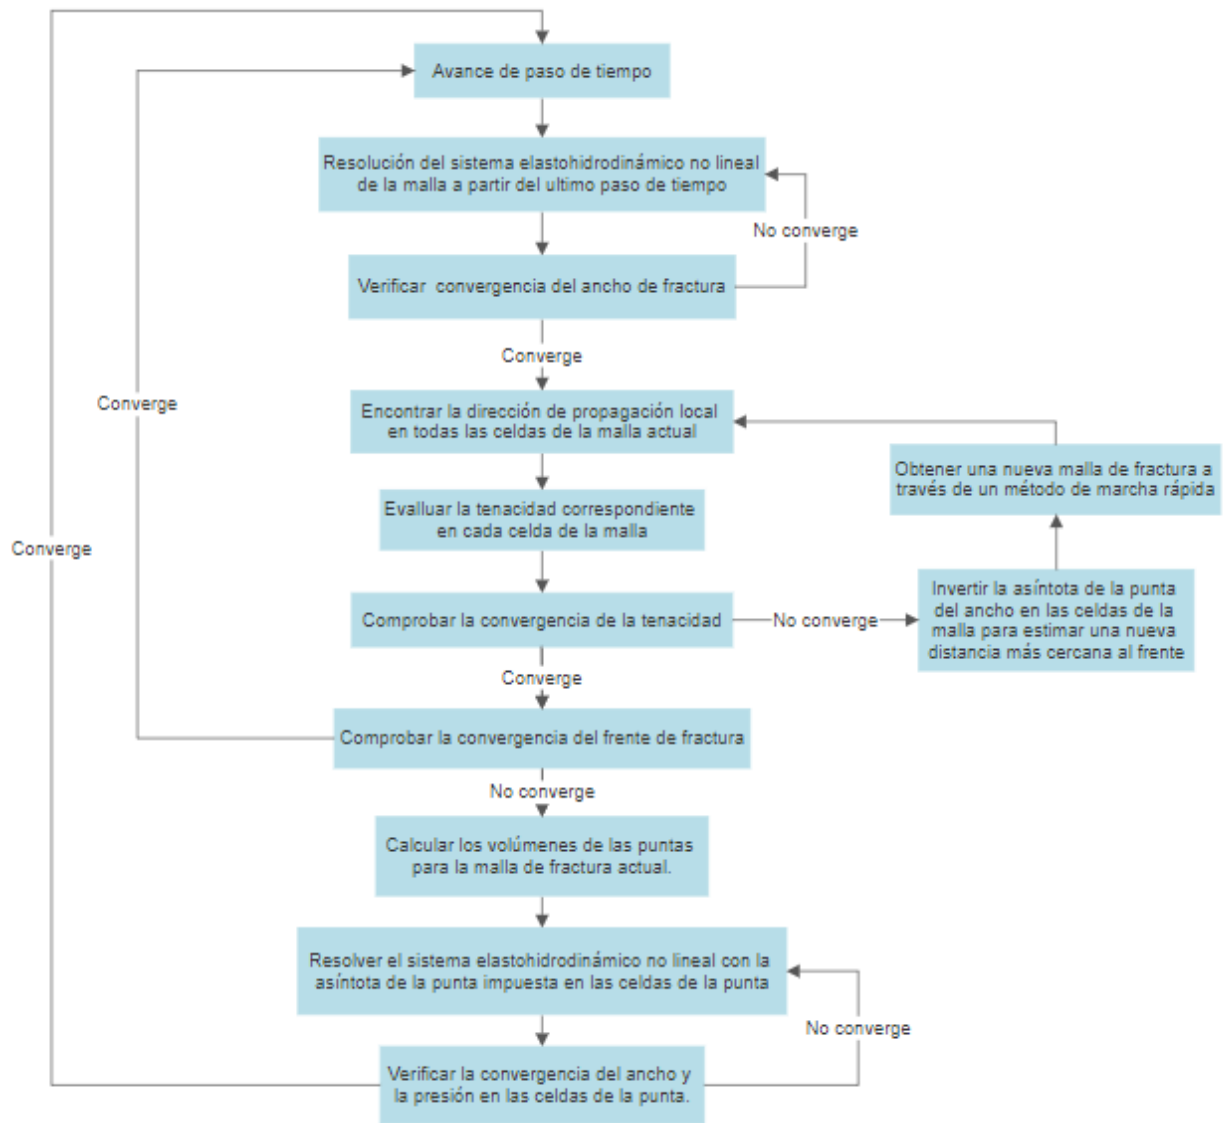 Avance de paso de tiempo
Resolución del sistema elastohidrodinámico no lineal
de la malla a partir del ultimo paso de tiempo
No converge
Verificar convergencia del ancho de fractura
Converge
Encontrar la dirección de propagación local
en todas las celdas de la malla actual
Converge
Obtener una nueva malla de fractura a
través de un método de marcha rápida
Evalluar la tenacidad correspondiente
en cada celda de la malla
Converge
Comprobar la convergencia de la tenacidad
No converge
Invertir la asíntota de la punta
del ancho en las celdas de la
malla para estimar una nueva
distancia más cercana al frente
Converge
Comprobar la convergencia del frente de fractura
No converge
Calcular los volúmenes de las puntas
para la malla de fractura actual.
Resolver el sistema elastohidrodinámico no lineal con la
asíntota de la punta impuesta en las celdas de la punta
No converge
Verificar la convergencia del ancho y
la presión en las celdas de la punta.